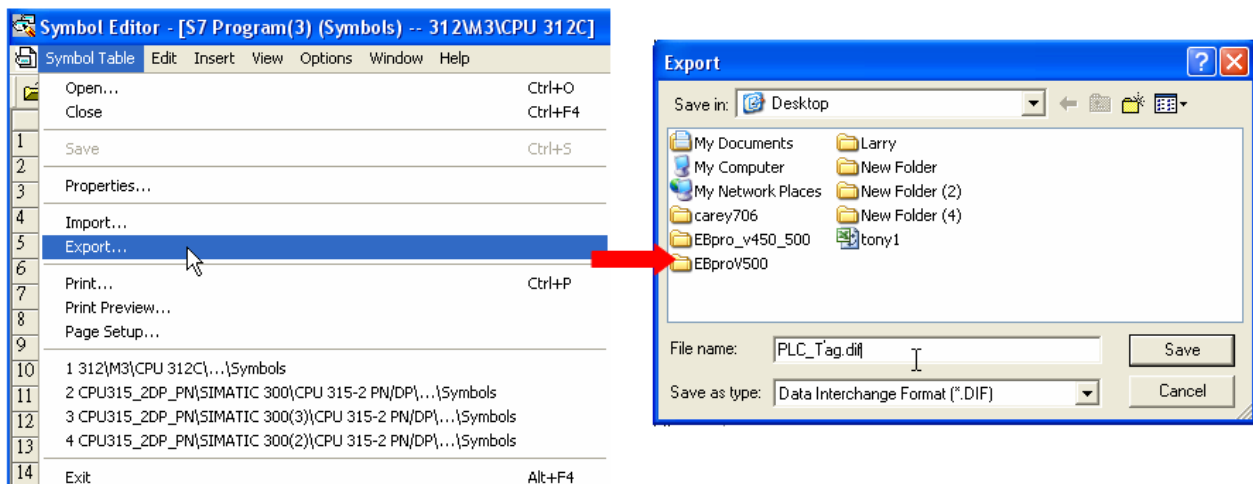 Symbol Editor - [S7 Program(3) (Symbols) -- 312\M3\CPU 312C]
Symbol Table Edit Insert View Options Window Help
Open... Ctrl+O
Close Ctrl+F4
1
Save Ctrl+S
2
Properties...
3
4
Import...
5
Export...
6
Print... Ctrl+P
7
Print Preview...
8
Page Setup...
9
10 1 312\M3\CPU 312C\...\Symbols
11 2 CPU315_2DP_PN\SIMATIC 300\CPU 315-2 PN/DP\...\Symbols
12 3 CPU315_2DP_PN\SIMATIC 300(3)\CPU 315-2 PN/DP\...\Symbols
13 4 CPU315_2DP_PN\SIMATIC 300(2)\CPU 315-2 PN/DP\...\Symbols
14 Exit Alt+F4
Export
Save in: Desktop
My Documents Larry
My Computer New Folder
My Network Places New Folder (2)
carey706 New Folder (4)
EBpro_v450_500 tony1
EBproV500
File name: PLC_Tag.dif Save
Save as type: Data Interchange Format (*.DIF) Cancel